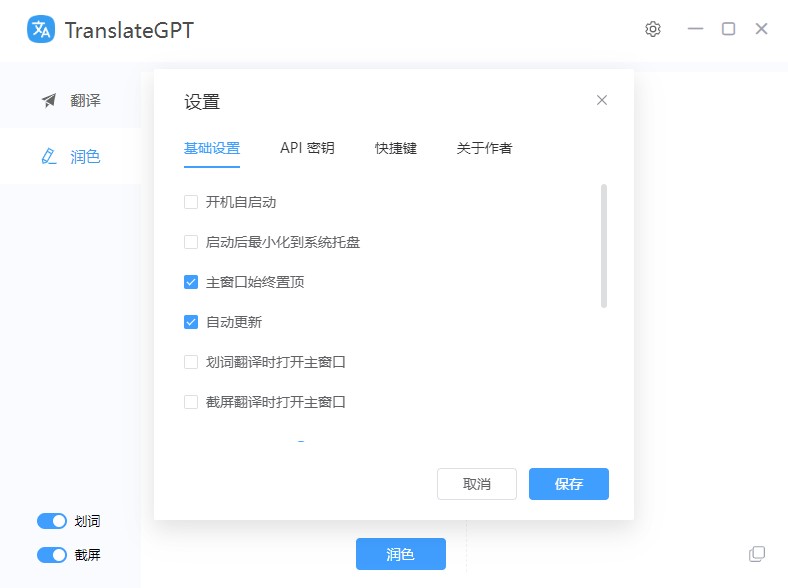 TranslateGPT
翻译
润色
设置
基础设置 API 密钥 快捷键 关于作者
开机自启动
启动后最小化到系统托盘
主窗口始终置顶
自动更新
划词翻译时打开主窗口
截屏翻译时打开主窗口
取消 保存
划词
截屏
润色